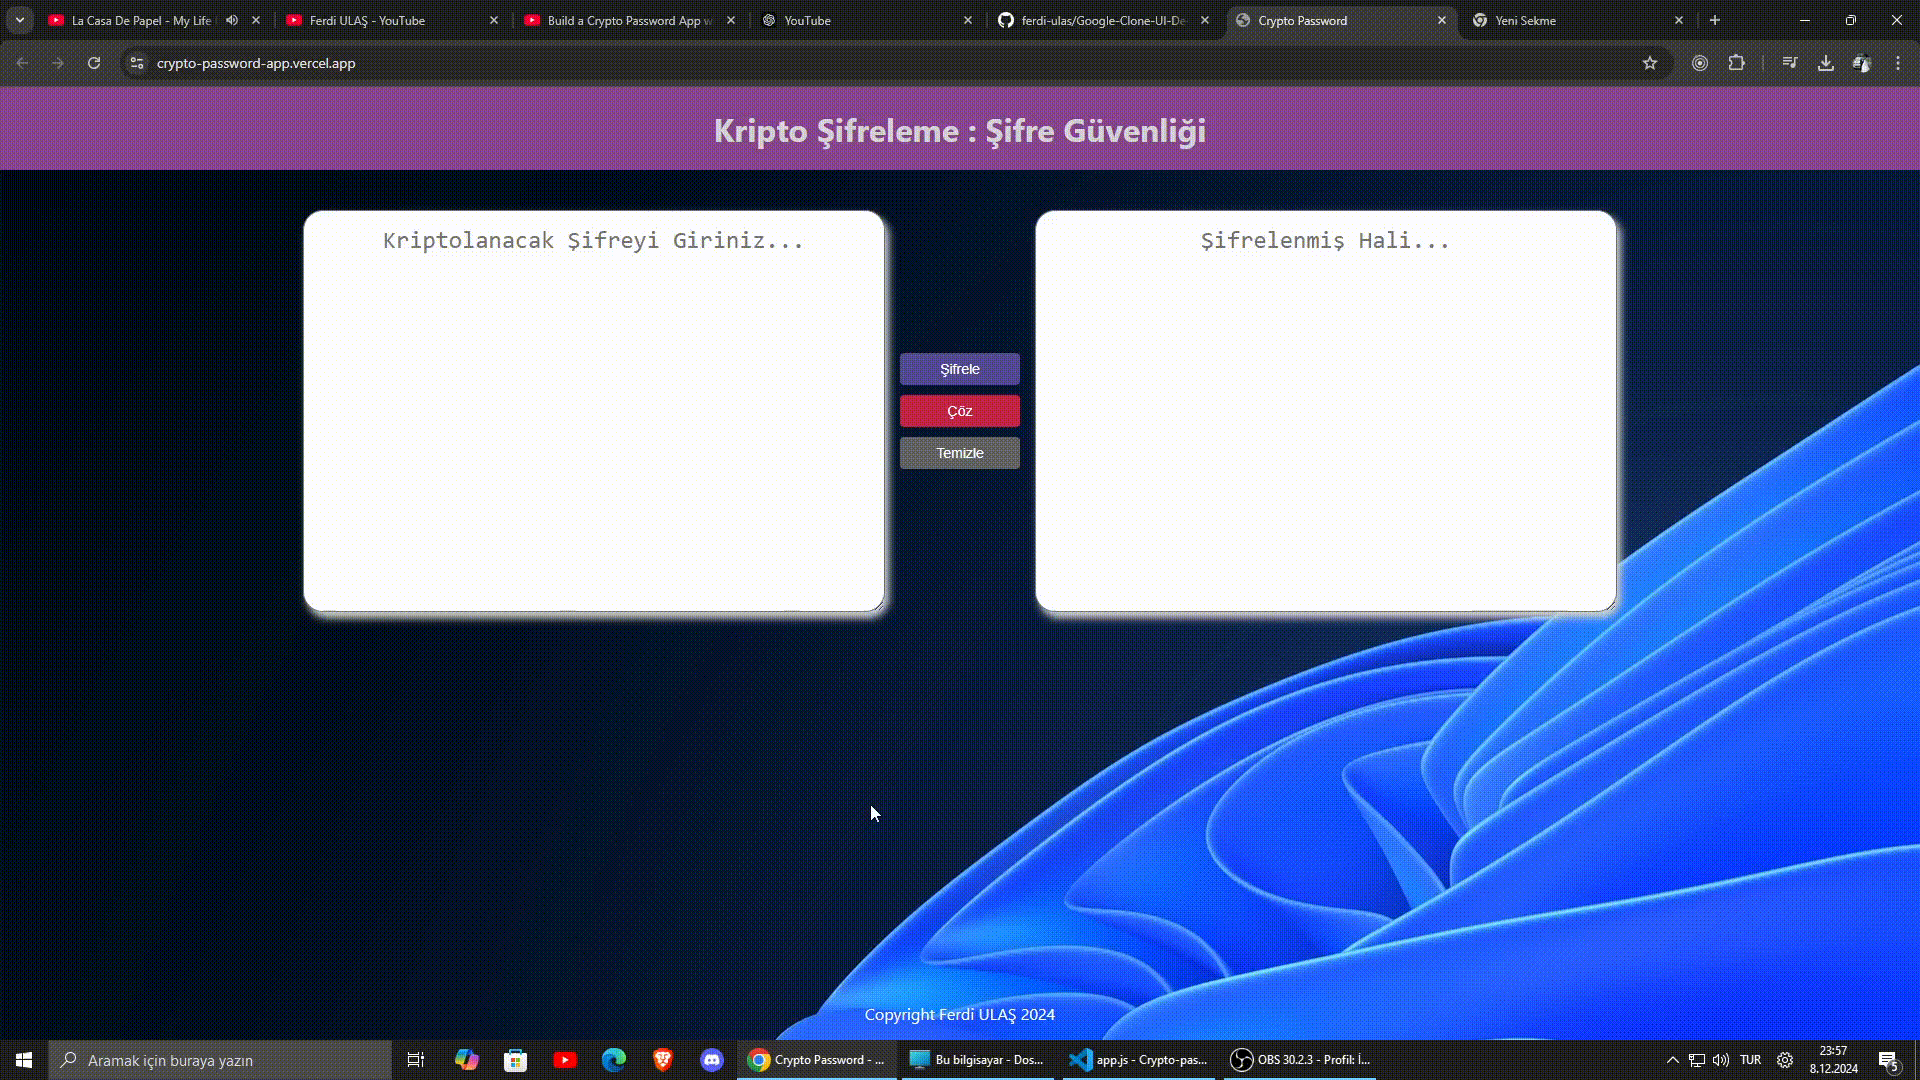 La Casa De Papel - My Life
Ferdi ULAŞ - YouTube
Build a Crypto Password App w
YouTube
ferdi-ulas/Google-Clone-UI-De
Crypto Password
Yeni Sekme
crypto-password-app.vercel.app
Kripto Şifreleme : Şifre Güvenliği
Kriptolanacak Şifreyi Giriniz...
Şifrelenmiş Hali...
Şifrele
Çöz
Temizle
Copyright Ferdi ULAŞ 2024
Aramak için buraya yazın
Crypto Password - ...
Bu bilgisayar - Dos...
app.js - Crypto-pas...
OBS 30.2.3 - Profil: İ...
TUR
23:57
8.12.2024
5